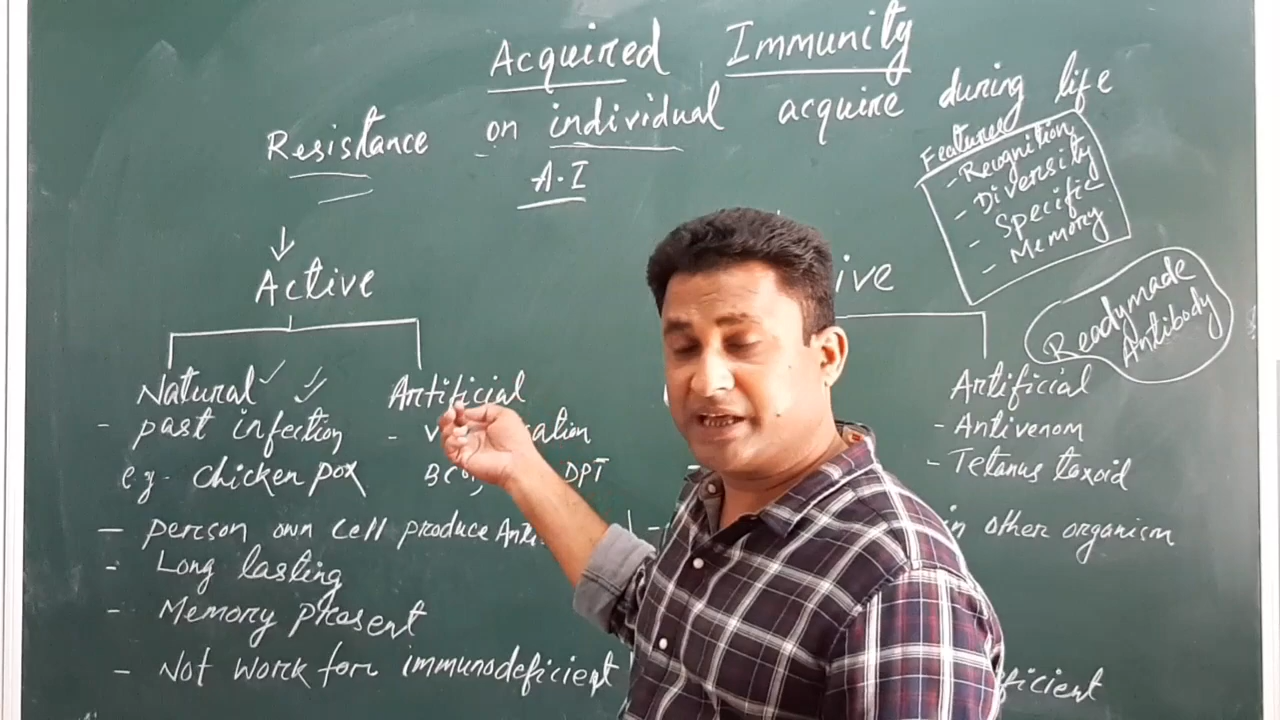 Acquired Immunity
Resistance on individual acquire during life
A.I
Features
- Recognition
- Diversity
- Specific
- Memory
Active
ive
Readymade
Antibody
Natural
- past infection
e.g. chicken pox
Artificial
DPT
Artificial
- Antivenom
- Tetanus toxoid
- person own cell produce Anti
in other organism
- Long lasting
- Memory present
- Not work for immunodeficient
ficient